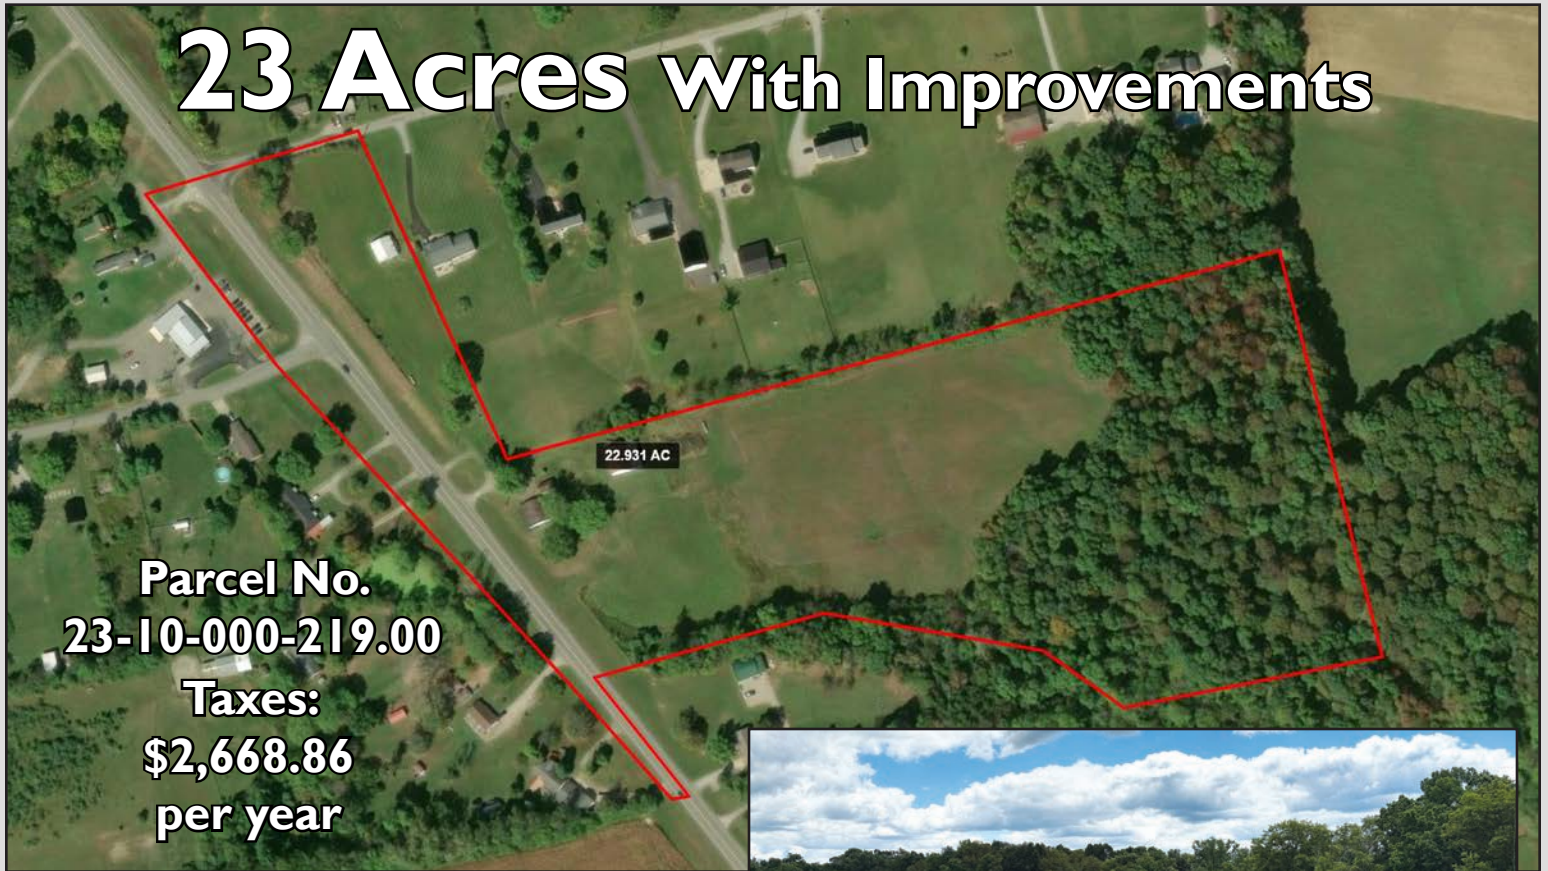 23 Acres With Improvements
22.931 AC
Parcel No.
23-10-000-219.00
Taxes:
$2,668.86
per year